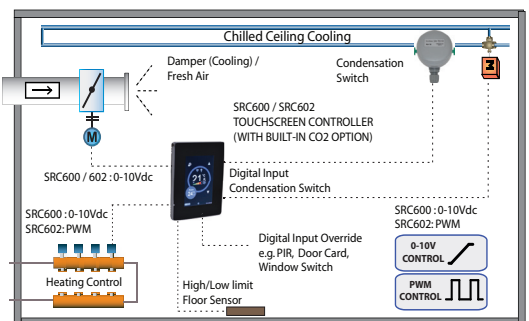 Chilled Ceiling Cooling
Damper (Cooling) /
Fresh Air
Condensation
Switch
M
SRC600 / SRC602
TOUCHSCREEN CONTROLLER
(WITH BUILT-IN CO2 OPTION)
M
SRC600 / 602 : 0-10Vdc
21
Digital Input
Condensation Switch
SRC600 : 0-10Vdc
SRC602: PWM
SRC600 : 0-10Vdc
SRC602: PWM
Digital Input Override
e.g. PIR, Door Card,
Window Switch
0-10V
CONTROL
Heating Control
High/Low limit
Floor Sensor
PWM
CONTROL